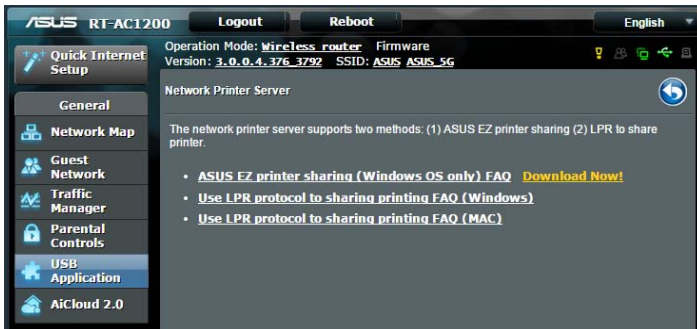 ASUS RT-AC1200 Logout Reboot English
Quick Internet
Setup
Operation Mode: Wireless router Firmware
Version: 3.0.0.4.376_3792 SSID: ASUS ASUS_5G
General
Network Map
Guest
Network
Traffic
Manager
Parental
Controls
USB
Application
AiCloud 2.0
Network Printer Server
The network printer server supports two methods: (1) ASUS EZ printer sharing (2) LPR to share
printer.
• ASUS EZ printer sharing (Windows OS only) FAQ Download Now!
• Use LPR protocol to sharing printing FAQ (Windows)
• Use LPR protocol to sharing printing FAQ (MAC)